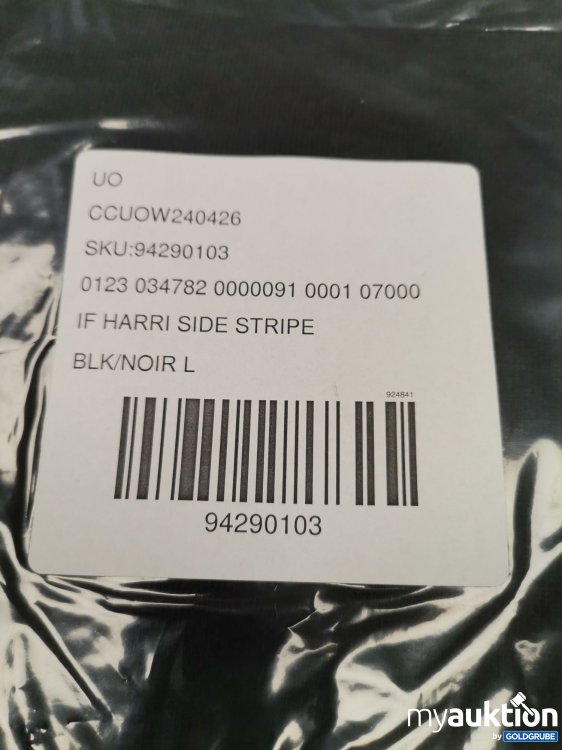 UO
CCUOW240426
SKU:94290103
0123 034782 0000091 0001 07000
IF HARRI SIDE STRIPE
BLK/NOIR L
924841
94290103
myauktion
by GOLDGRUBE